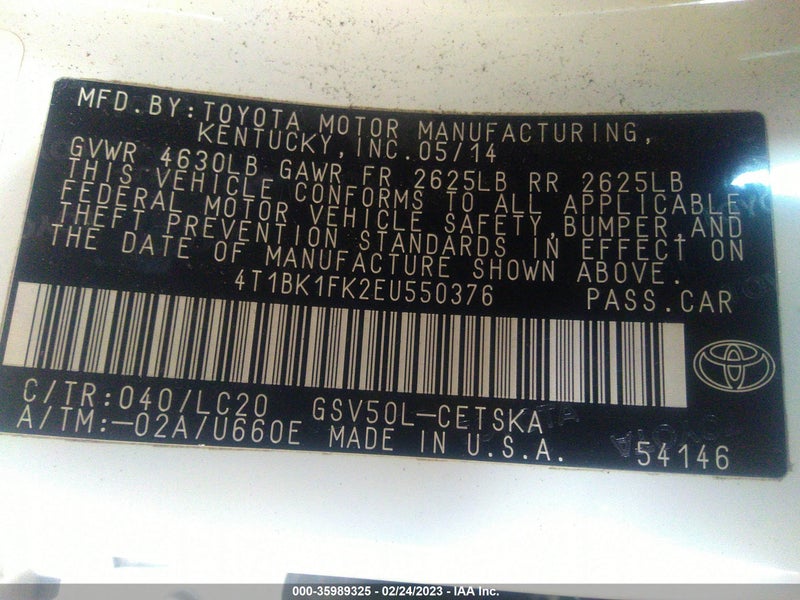 MFD.BY:TOYOTA MOTOR MANUFACTURING,
KENTUCKY,INC.05/14
GVWR 4630LB GAWR FR 2625LB RR 2625LB
THIS VEHICLE CONFORMS TO ALL APPLICABLE
FEDERAL MOTOR VEHICLE SAFETY,BUMPER,AND
THEFT PREVENTION STANDARDS IN EFFECT ON
THE DATE OF MANUFACTURE SHOWN ABOVE.
4T1BK1FK2EU550376 PASS.CAR
C/TR:040/LC20 GSV50L-CETSKA
A/TM:-02A/U660E MADE IN U.S.A. 54146
000-35989325 - 02/24/2023 - IAA Inc.